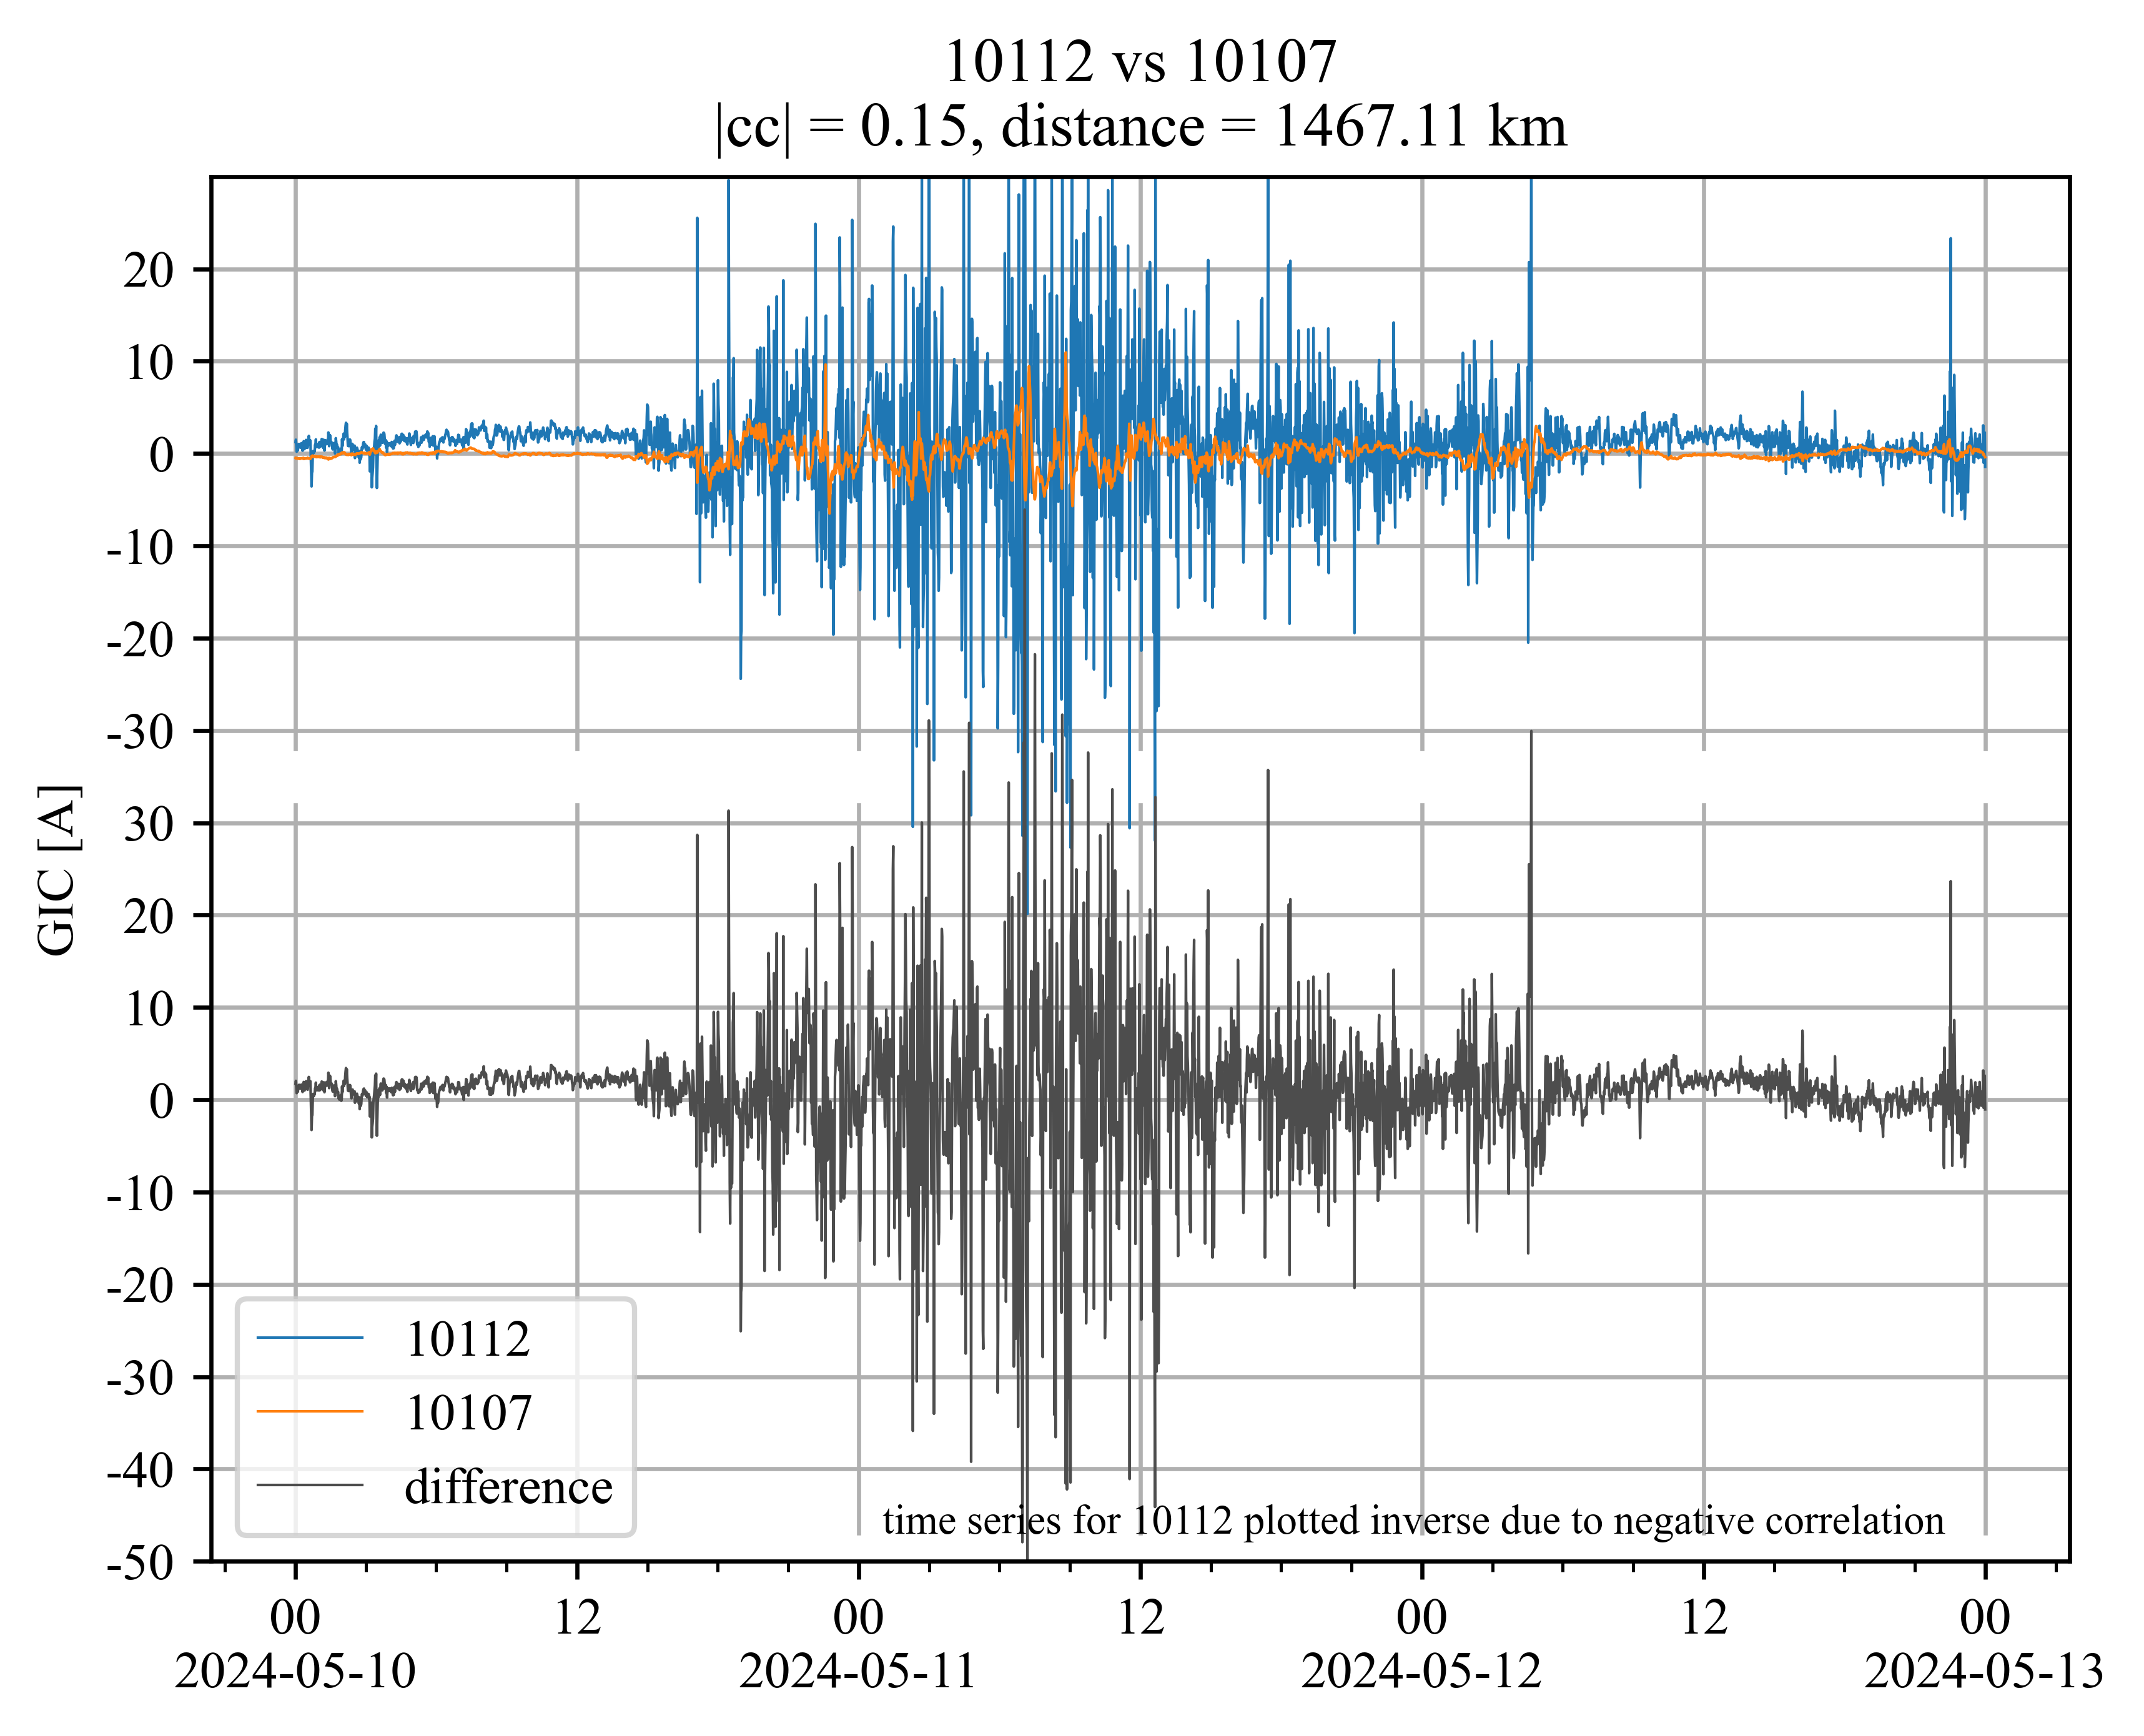 10112 vs 10107
|cc| = 0.15, distance = 1467.11 km
20
10
0
-10
-20
-30
30
20
10
0
-10
-20
-30
-40
-50
GIC [A]
10112
10107
difference
time series for 10112 plotted inverse due to negative correlation
00 12 00 12 00 12 00
2024-05-10 2024-05-11 2024-05-12 2024-05-13